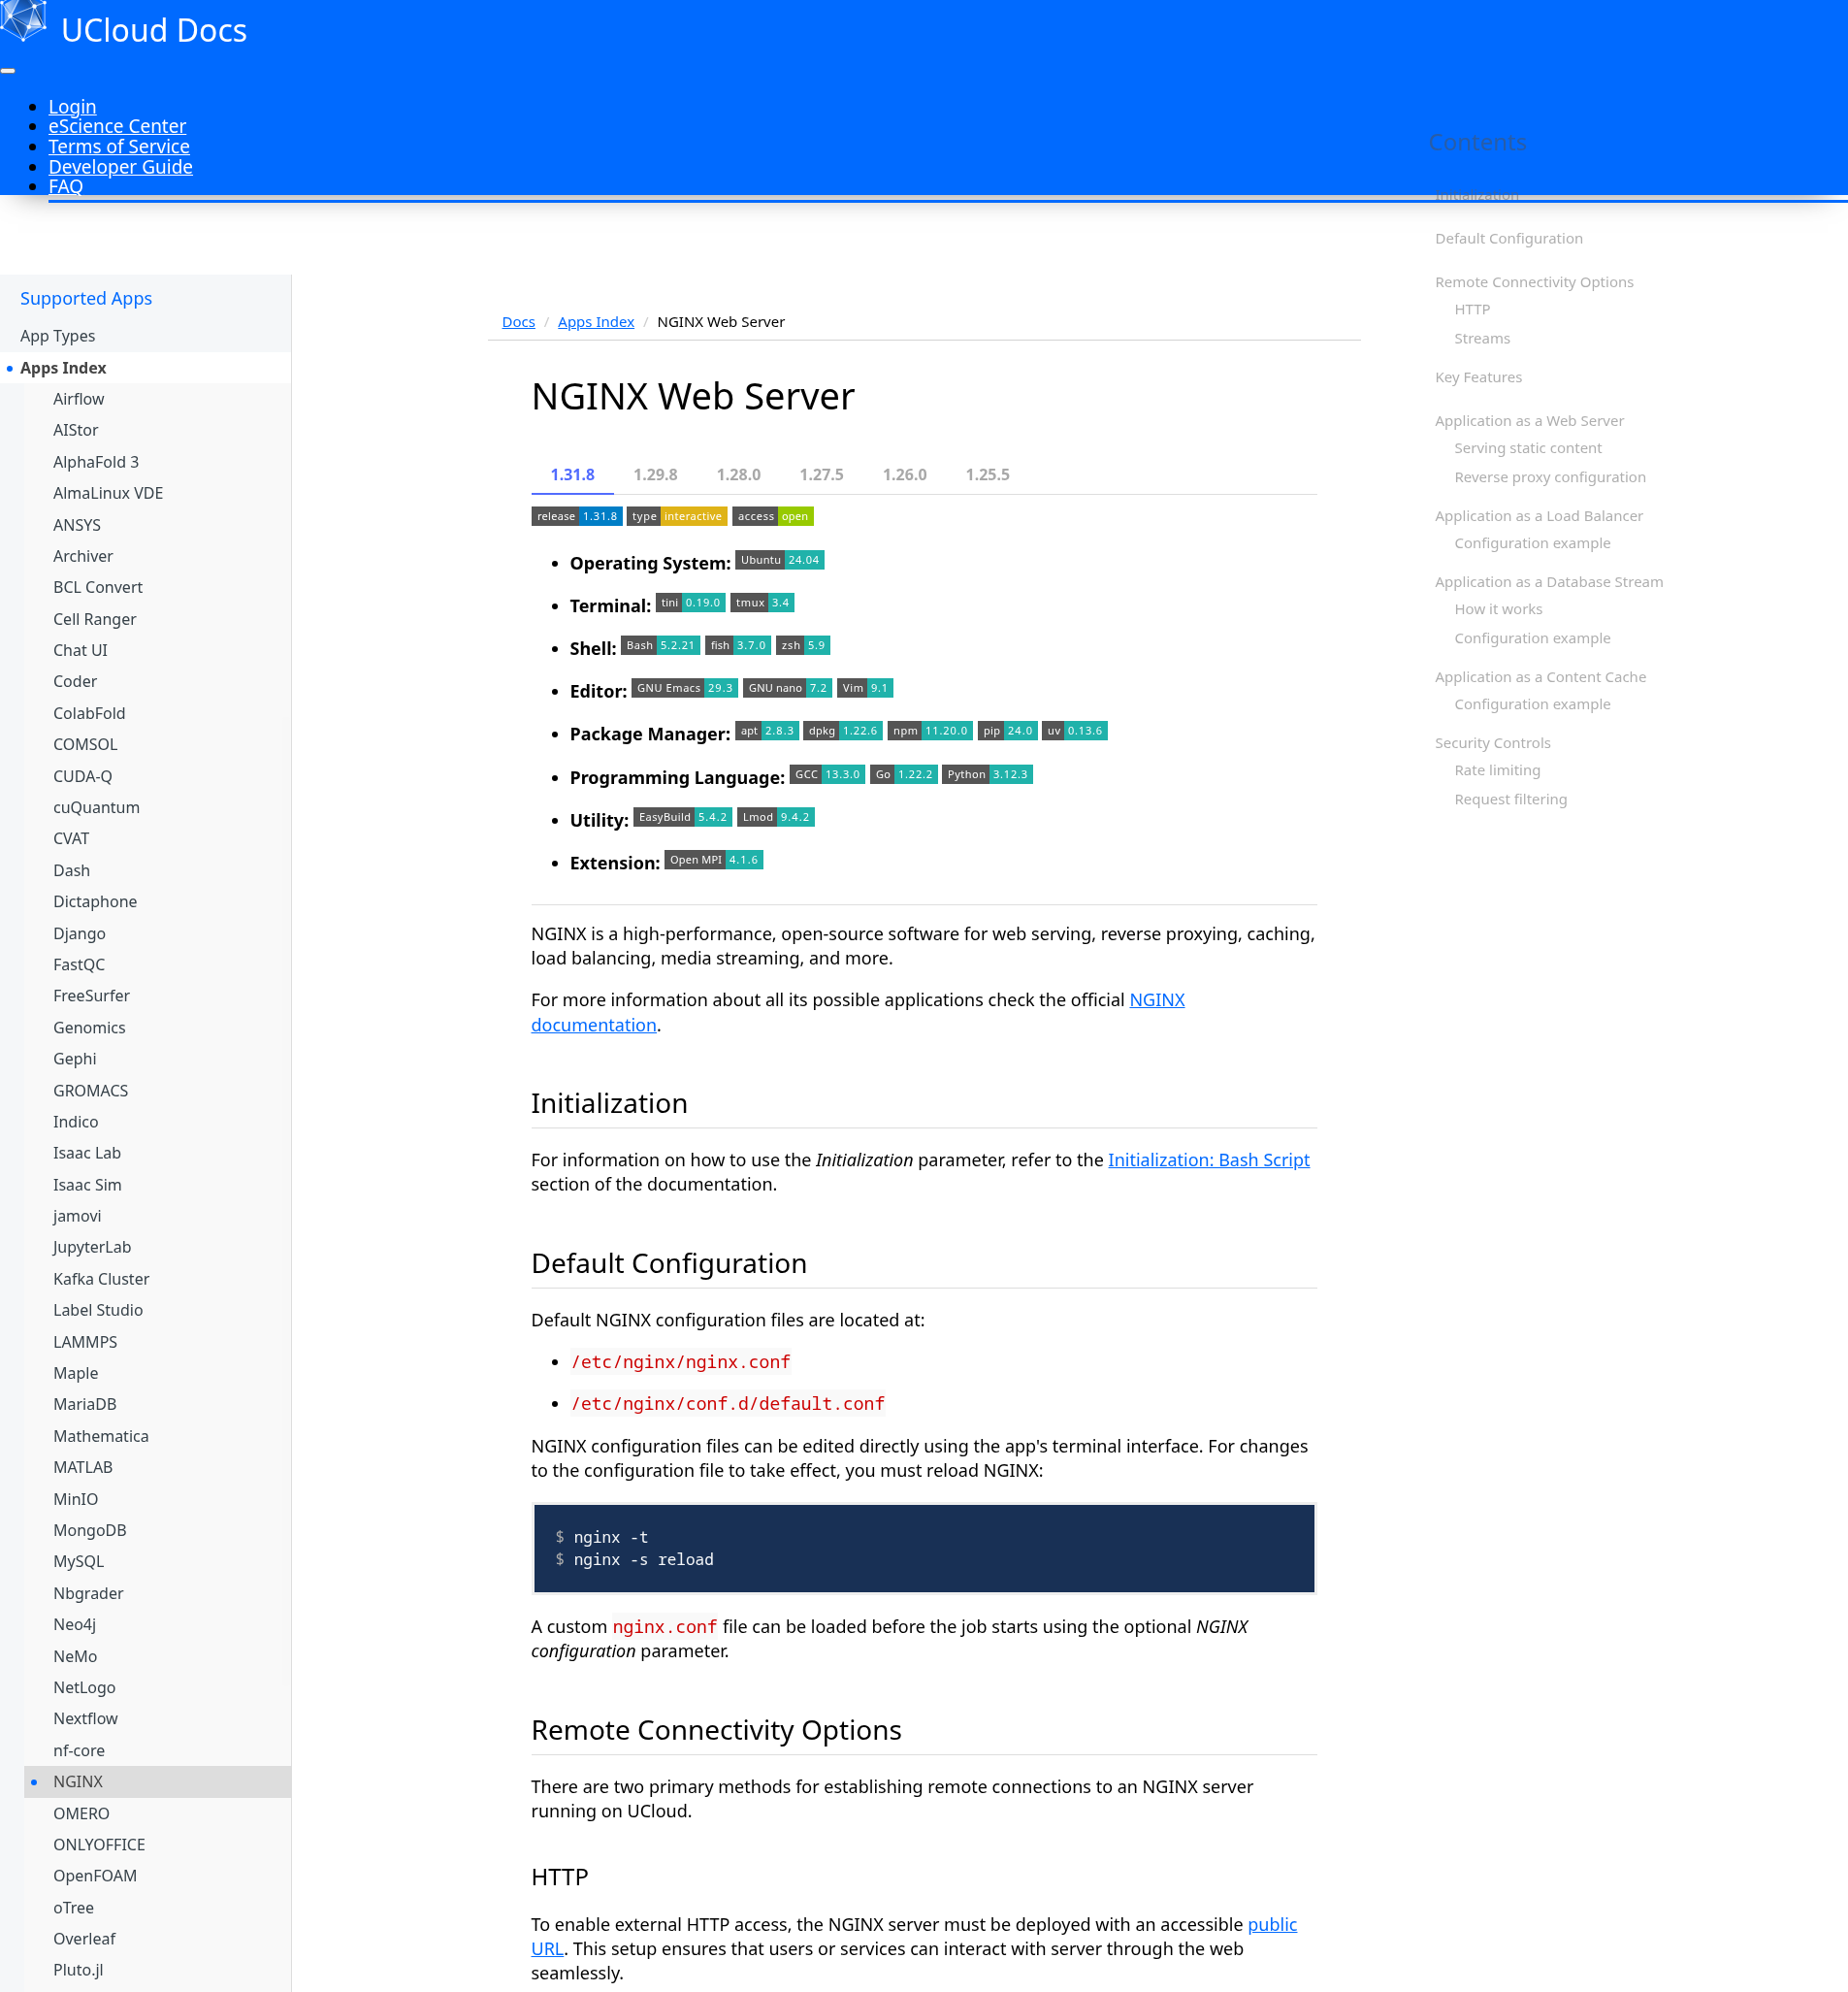 UCloud Docs
Login
eScience Center
Terms of Service
Developer Guide
FAQ
Supported Apps
App Types
Apps Index
Airflow
AIStor
AlphaFold 3
AlmaLinux VDE
ANSYS
Archiver
BCL Convert
Cell Ranger
Chat UI
Coder
ColabFold
COMSOL
CUDA-Q
cuQuantum
CVAT
Dash
Dictaphone
Django
FastQC
FreeSurfer
Genomics
Gephi
GROMACS
Indico
Isaac Lab
Isaac Sim
jamovi
JupyterLab
Kafka Cluster
Label Studio
LAMMPS
Maple
MariaDB
Mathematica
MATLAB
MinIO
MongoDB
MySQL
Nbgrader
Neo4j
NeMo
NetLogo
Nextflow
nf-core
NGINX
OMERO
ONLYOFFICE
OpenFOAM
oTree
Overleaf
Pluto.jl
Docs / Apps Index / NGINX Web Server
NGINX Web Server
1.31.8 1.29.8 1.28.0 1.27.5 1.26.0 1.25.5
release 1.31.8 type interactive access open
Operating System: Ubuntu 24.04
Terminal: tini 0.19.0 tmux 3.4
Shell: Bash 5.2.21 fish 3.7.0 zsh 5.9
Editor: GNU Emacs 29.3 GNU nano 7.2 Vim 9.1
Package Manager: apt 2.8.3 dpkg 1.22.6 npm 11.20.0 pip 24.0 uv 0.13.6
Programming Language: GCC 13.3.0 Go 1.22.2 Python 3.12.3
Utility: EasyBuild 5.4.2 Lmod 9.4.2
Extension: Open MPI 4.1.6
NGINX is a high-performance, open-source software for web serving, reverse proxying, caching,
load balancing, media streaming, and more.
For more information about all its possible applications check the official NGINX
documentation.
Initialization
For information on how to use the Initialization parameter, refer to the Initialization: Bash Script
section of the documentation.
Default Configuration
Default NGINX configuration files are located at:
/etc/nginx/nginx.conf
/etc/nginx/conf.d/default.conf
NGINX configuration files can be edited directly using the app's terminal interface. For changes
to the configuration file to take effect, you must reload NGINX:
$ nginx -t
$ nginx -s reload
A custom nginx.conf file can be loaded before the job starts using the optional NGINX
configuration parameter.
Remote Connectivity Options
There are two primary methods for establishing remote connections to an NGINX server
running on UCloud.
HTTP
To enable external HTTP access, the NGINX server must be deployed with an accessible public
URL. This setup ensures that users or services can interact with server through the web
seamlessly.
Contents
Initialization
Default Configuration
Remote Connectivity Options
HTTP
Streams
Key Features
Application as a Web Server
Serving static content
Reverse proxy configuration
Application as a Load Balancer
Configuration example
Application as a Database Stream
How it works
Configuration example
Application as a Content Cache
Configuration example
Security Controls
Rate limiting
Request filtering